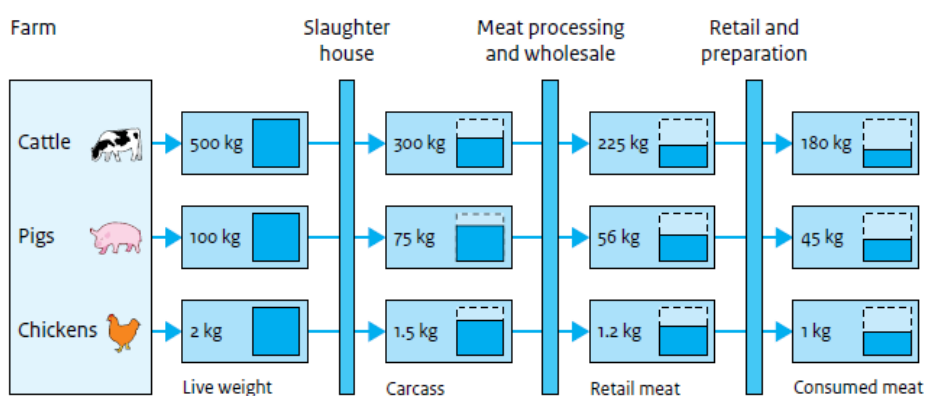 Farm
Slaughter
house
Meat processing
and wholesale
Retail and
preparation
Cattle
500 kg
300 kg
225 kg
180 kg
Pigs
100 kg
75 kg
56 kg
45 kg
Chickens
2 kg
1.5 kg
1.2 kg
1 kg
Live weight
Carcass
Retail meat
Consumed meat